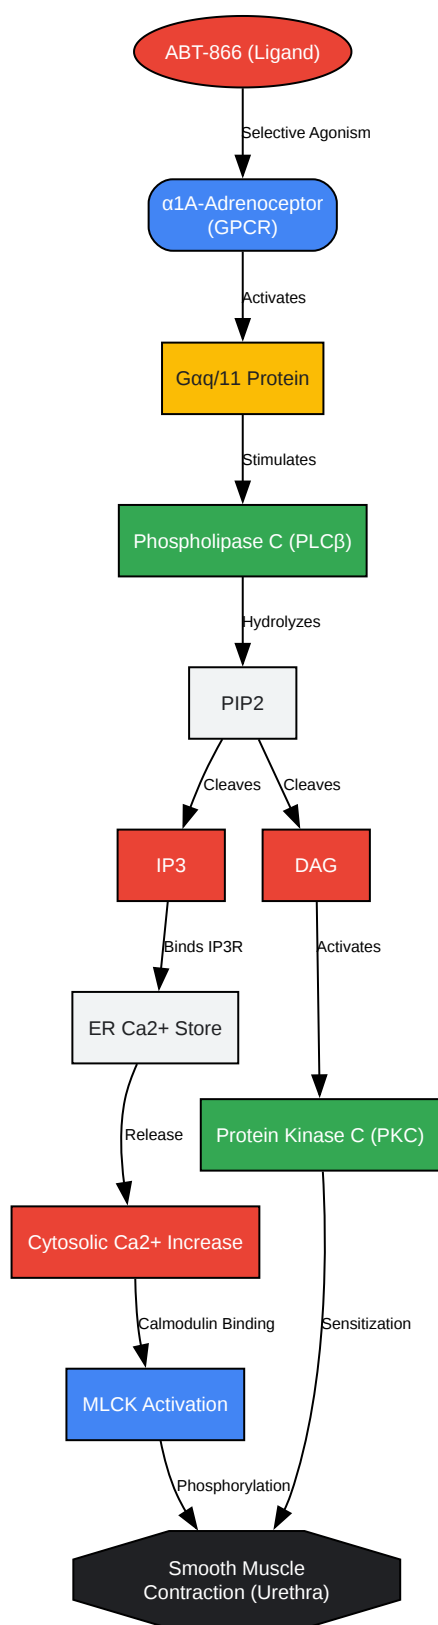 ABT-866 (Ligand)
Selective Agonism
α1A-Adrenoceptor
(GPCR)
Activates
Gαq/11 Protein
Stimulates
Phospholipase C (PLCβ)
Hydrolyzes
PIP2
Cleaves
Cleaves
IP3
DAG
Binds IP3R
Activates
ER Ca2+ Store
Release
Protein Kinase C (PKC)
Cytosolic Ca2+ Increase
Calmodulin Binding
Sensitization
MLCK Activation
Phosphorylation
Smooth Muscle
Contraction (Urethra)